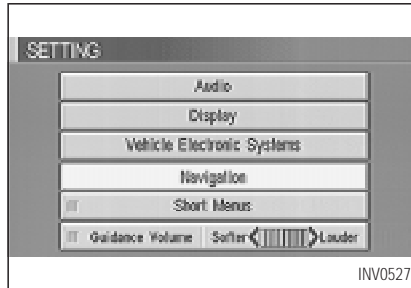 SETTING
Audio
Display
Vehicle Electronic Systems
Navigation
Short Menus
Guidance Volume Softer Louder
INV0527